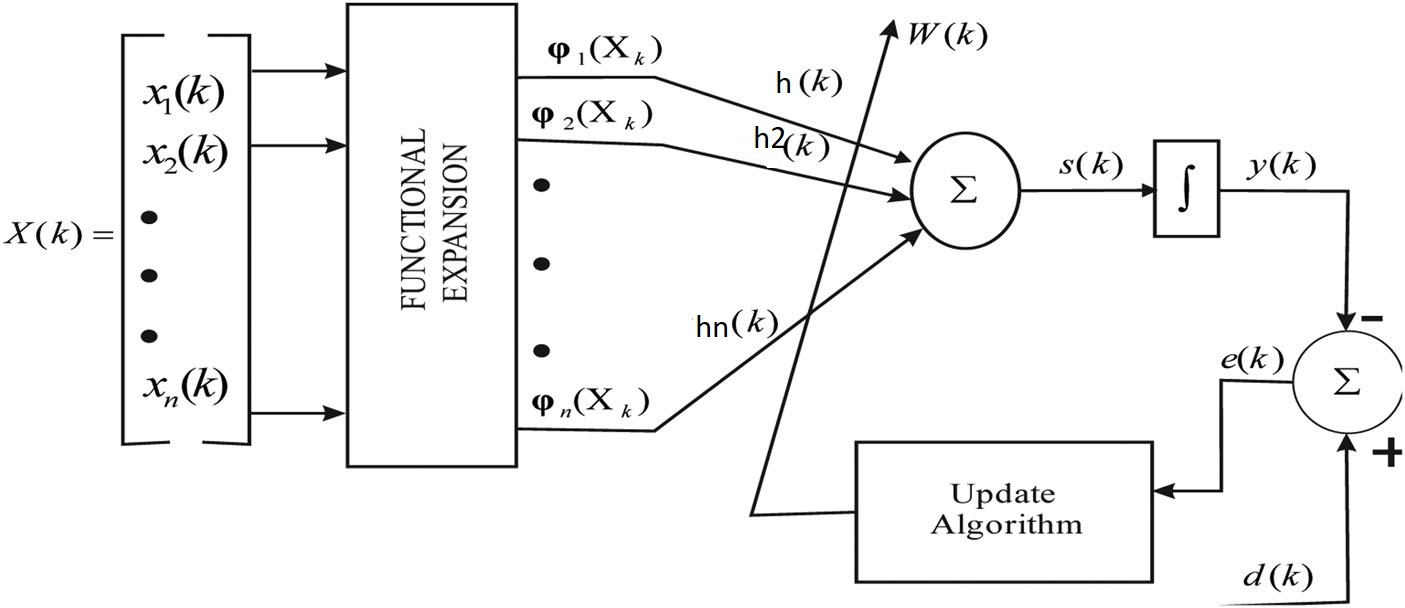 X(k) =
x₁(k)
x₂(k)
xₙ(k)
FUNCTIONAL
EXPANSION
φ₁(Xₖ)
φ₂(Xₖ)
φₙ(Xₖ)
h(k)
h2(k)
hn(k)
W(k)
Σ
s(k)
∫
y(k)
-
Σ
+
e(k)
d(k)
Update
Algorithm